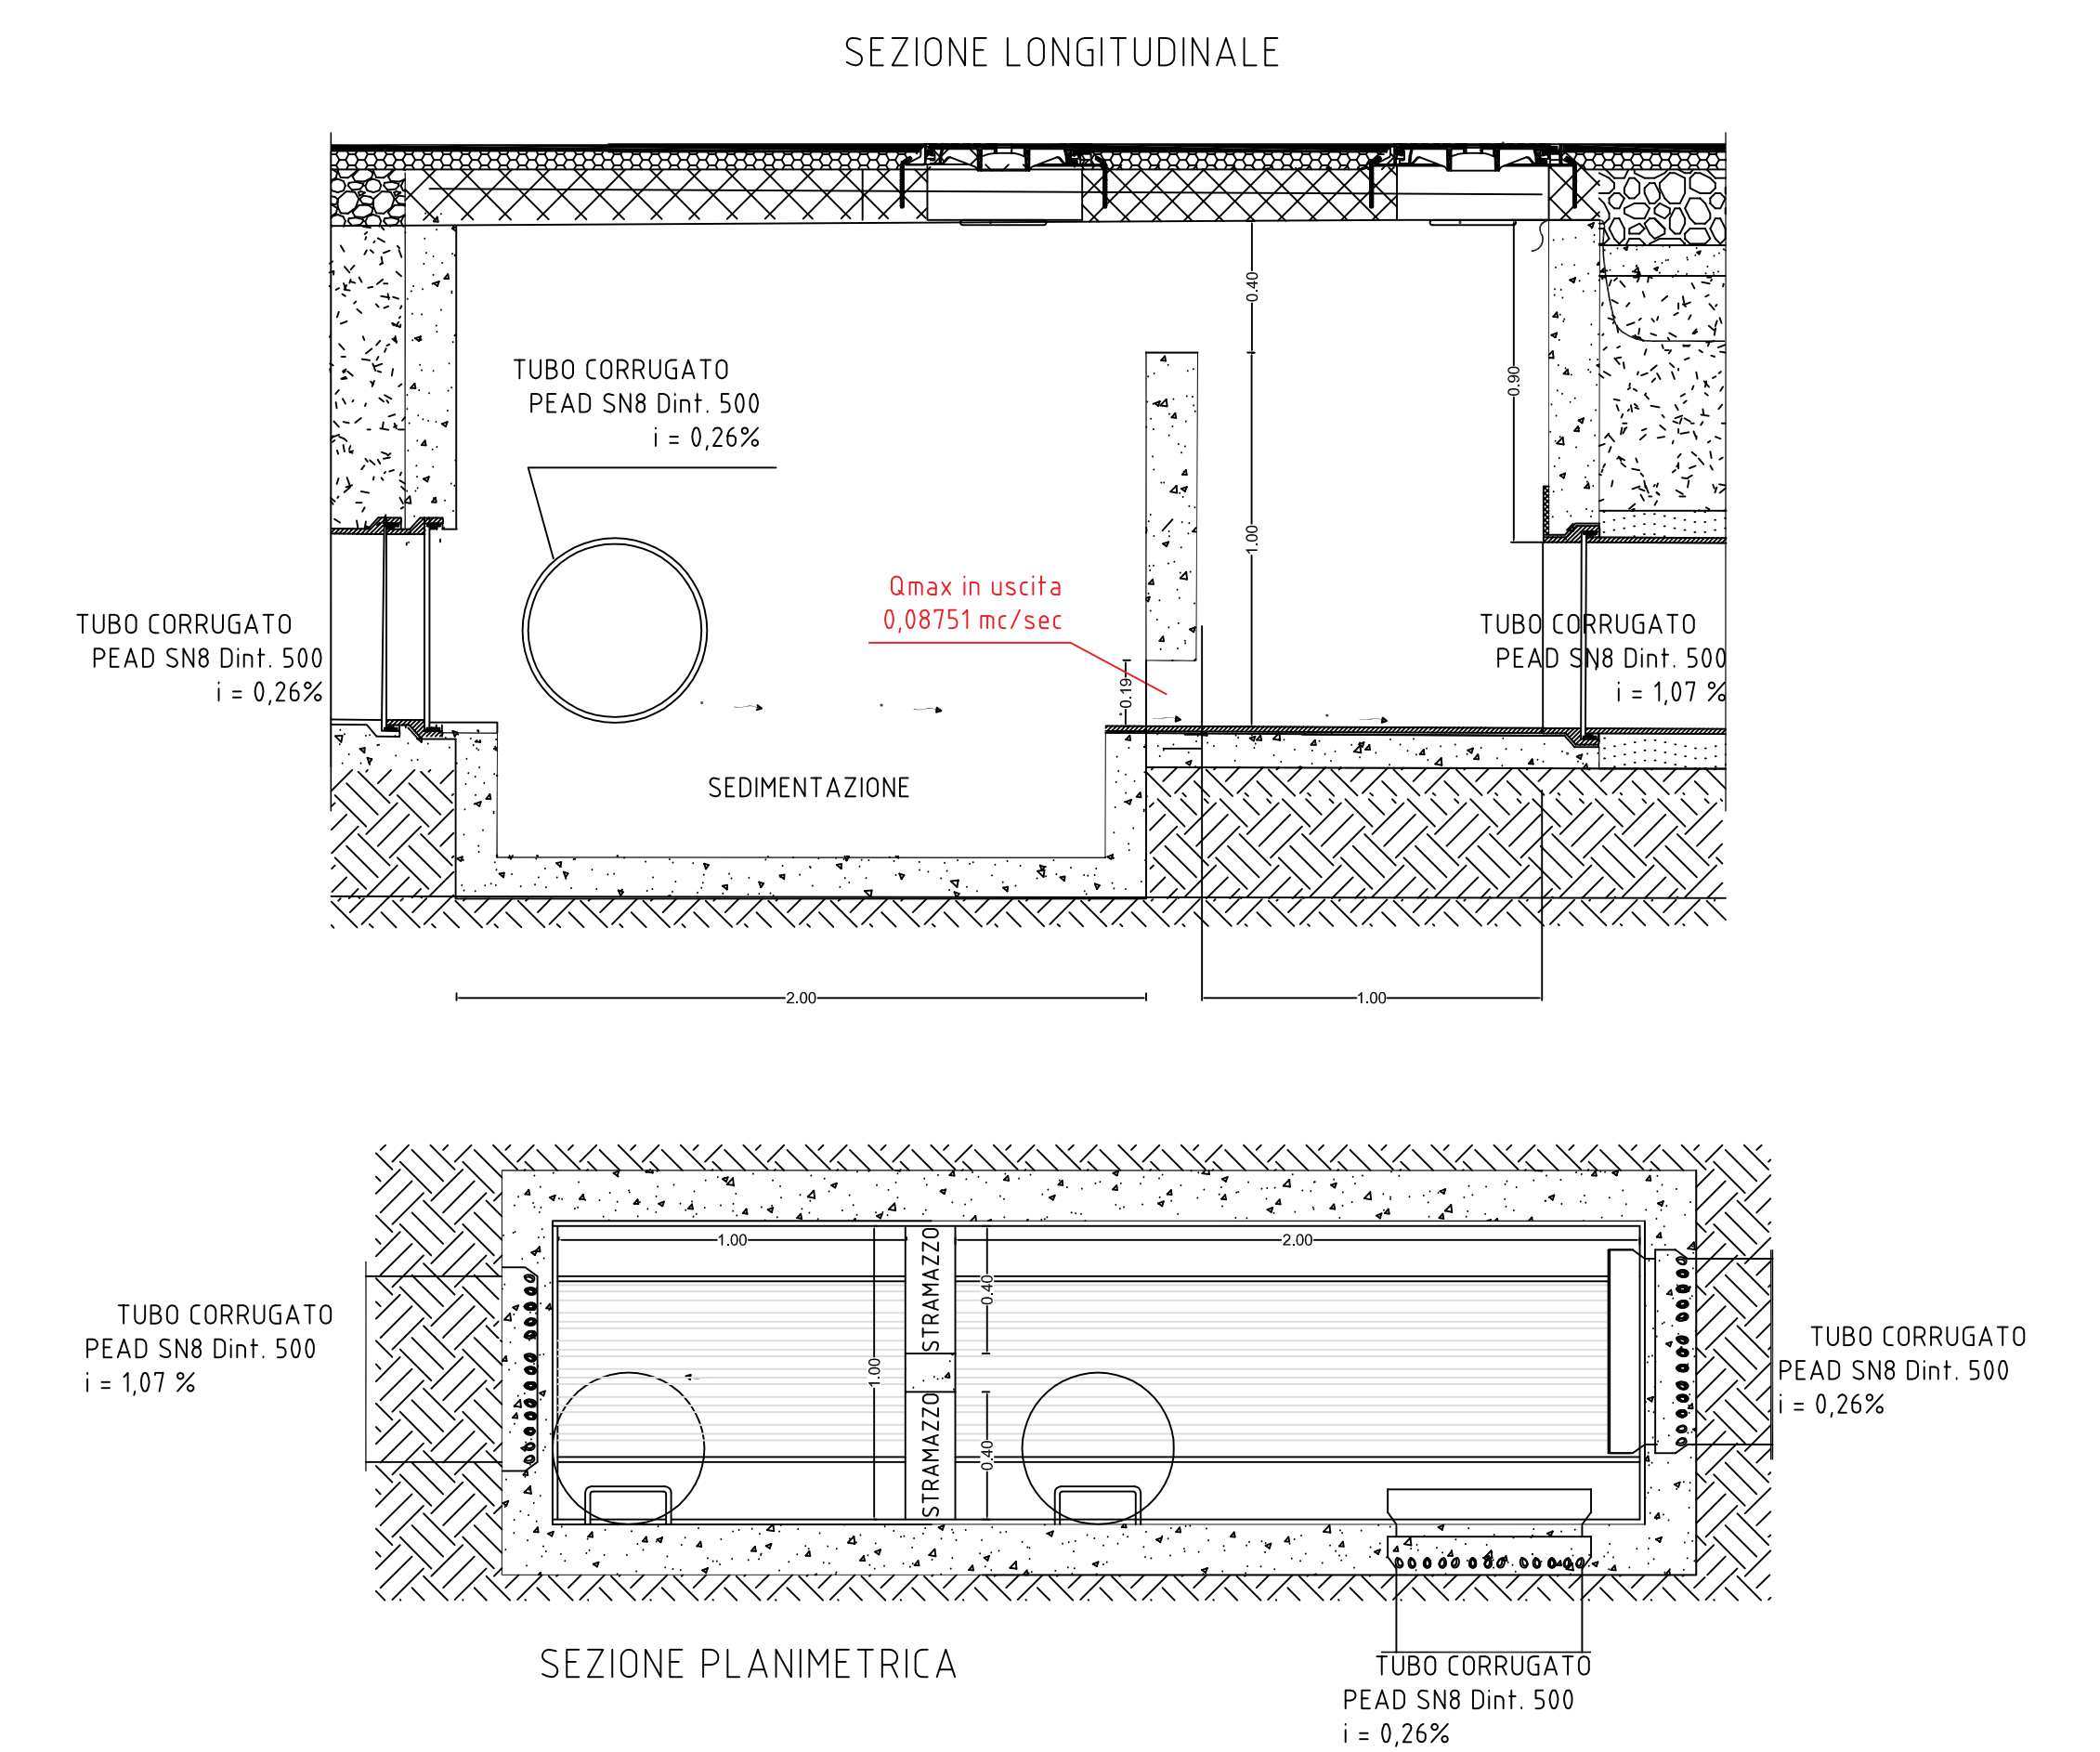 SEZIONE LONGITUDINALE
0.40
TUBO CORRUGATO
PEAD SN8 Dint. 500
i = 0,26%
0.90
1.00
Qmax in uscita
0,08751 mc/sec
TUBO CORRUGATO
PEAD SN8 Dint. 500
i = 0,26%
TUBO CORRUGATO
PEAD SN8 Dint. 500
i = 1,07 %
0.19
SEDIMENTAZIONE
2.00
1.00
1.00
2.00
STRAMAZZO
0.40
TUBO CORRUGATO
PEAD SN8 Dint. 500
i = 1,07 %
1.00
TUBO CORRUGATO
PEAD SN8 Dint. 500
i = 0,26%
STRAMAZZO
0.40
SEZIONE PLANIMETRICA
TUBO CORRUGATO
PEAD SN8 Dint. 500
i = 0,26%